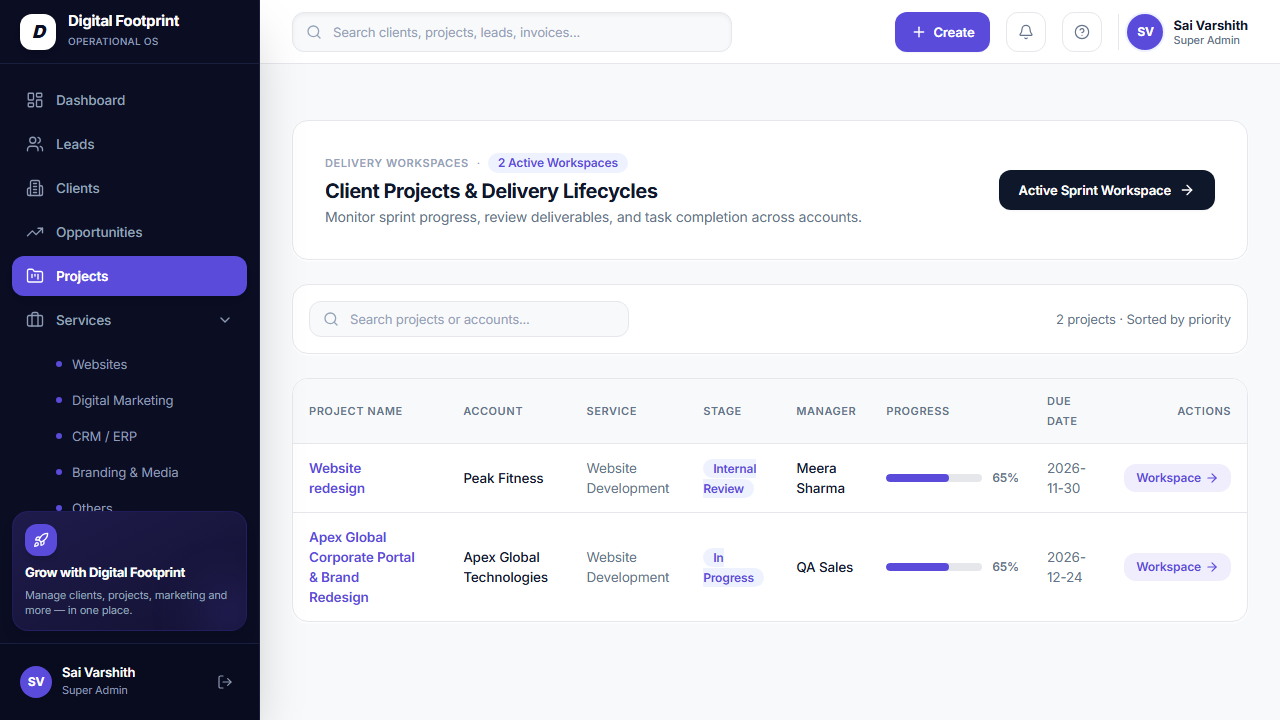 D
Digital Footprint
OPERATIONAL OS
Dashboard
Leads
Clients
Opportunities
Projects
Services
Websites
Digital Marketing
CRM / ERP
Branding & Media
Others
Grow with Digital Footprint
Manage clients, projects, marketing and
more — in one place.
SV
Sai Varshith
Super Admin
Search clients, projects, leads, invoices...
Create
SV
Sai Varshith
Super Admin
DELIVERY WORKSPACES · 2 Active Workspaces
Client Projects & Delivery Lifecycles
Monitor sprint progress, review deliverables, and task completion across accounts.
Active Sprint Workspace
Search projects or accounts...
2 projects · Sorted by priority
PROJECT NAME
ACCOUNT
SERVICE
STAGE
MANAGER
PROGRESS
DUE
DATE
ACTIONS
Website
redesign
Peak Fitness
Website
Development
Internal
Review
Meera
Sharma
65%
2026-
11-30
Workspace
Apex Global
Corporate Portal
& Brand
Redesign
Apex Global
Technologies
Website
Development
In
Progress
QA Sales
65%
2026-
12-24
Workspace